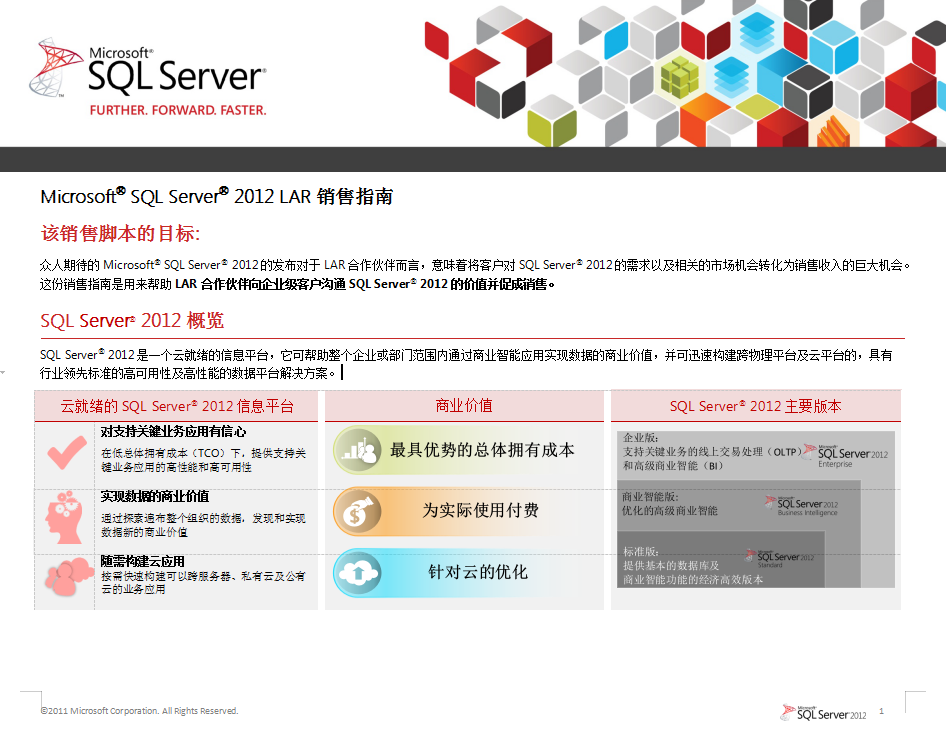 Microsoft®
SQL Server®
FURTHER. FORWARD. FASTER.
Microsoft® SQL Server® 2012 LAR 销售指南
该销售脚本的目标:
众人期待的 Microsoft® SQL Server® 2012的发布对于 LAR合作伙伴而言，意味着将客户对 SQL Server® 2012的需求以及相关的市场机会转化为销售收入的巨大机会。
这份销售指南是用来帮助 LAR 合作伙伴向企业级客户沟通 SQL Server® 2012 的价值并促成销售。
SQL Server® 2012 概览
SQL Server® 2012是一个云就绪的信息平台，它可帮助整个企业或部门范围内通过商业智能应用实现数据的商业价值，并可迅速构建跨物理平台及云平台的，具有
行业领先标准的高可用性及高性能的数据平台解决方案。
云就绪的 SQL Server® 2012信息平台
对支持关键业务应用有信心
在低总体拥有成本（TCO）下，提供支持关
键业务应用的高性能和高可用性
实现数据的商业价值
通过探索遍布整个组织的数据，发现和实现
数据新的商业价值
随需构建云应用
按需快速构建可以跨服务器、私有云及公有
云的业务应用
商业价值
最具优势的总体拥有成本
为实际使用付费
针对云的优化
SQL Server® 2012主要版本
企业版:
支持关键业务的线上交易处理（OLTP）
和高级商业智能（BI）
SQL Server 2012
Enterprise
商业智能版:
优化的高级商业智能
SQL Server 2012
Business Intelligence
标准版:
提供基本的数据库及
商业智能功能的经济高效版本
SQL Server 2012
Standard
©2011 Microsoft Corporation. All Rights Reserved.
Microsoft
SQL Server 2012
1